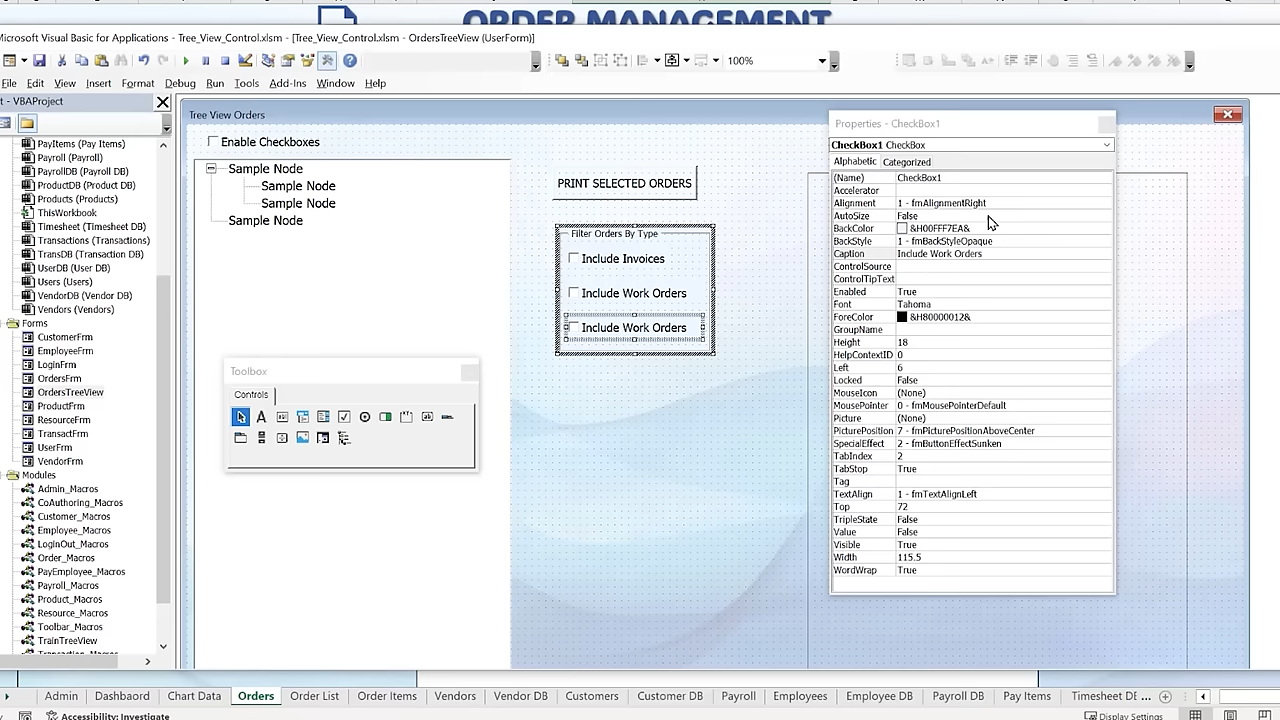 ORDER MANAGEMENT
Microsoft Visual Basic for Applications - Tree_View_Control.xlsm - [Tree_View_Control.xlsm - OrdersTreeView (UserForm)]
100%
File Edit View Insert Format Debug Run Tools Add-Ins Window Help
t - VBAProject
PayItems (Pay Items)
Payroll (Payroll)
PayrollDB (Payroll DB)
ProductDB (Product DB)
Products (Products)
ThisWorkbook
Timesheet (Timesheet DB)
Transactions (Transactions)
TransDB (Transaction DB)
UserDB (User DB)
Users (Users)
VendorDB (Vendor DB)
Vendors (Vendors)
Forms
CustomerFrm
EmployeeFrm
LoginFrm
OrdersFrm
OrdersTreeView
ProductFrm
ResourceFrm
TransactFrm
UserFrm
VendorFrm
Modules
Admin_Macros
CoAuthoring_Macros
Customer_Macros
Employee_Macros
LogInOut_Macros
Order_Macros
PayEmployee_Macros
Payroll_Macros
Product_Macros
Resource_Macros
Toolbar_Macros
TrainTreeView
Transaction_Macros
Tree View Orders
Enable Checkboxes
Sample Node
Sample Node
Sample Node
Sample Node
PRINT SELECTED ORDERS
Filter Orders By Type
Include Invoices
Include Work Orders
Include Work Orders
Toolbox
Controls
Properties - CheckBox1
CheckBox1 CheckBox
Alphabetic Categorized
(Name) CheckBox1
Accelerator
Alignment 1 - fmAlignmentRight
AutoSize False
BackColor &H00FFF7EA&
BackStyle 1 - fmBackStyleOpaque
Caption Include Work Orders
ControlSource
ControlTipText
Enabled True
Font Tahoma
ForeColor &H80000012&
GroupName
Height 18
HelpContextID 0
Left 6
Locked False
MouseIcon (None)
MousePointer 0 - fmMousePointerDefault
Picture (None)
PicturePosition 7 - fmPicturePositionAboveCenter
SpecialEffect 2 - fmButtonEffectSunken
TabIndex 2
TabStop True
Tag
TextAlign 1 - fmTextAlignLeft
Top 72
TripleState False
Value False
Visible True
Width 115.5
WordWrap True
Admin Dashbaord Chart Data Orders Order List Order Items Vendors Vendor DB Customers Customer DB Payroll Employees Employee DB Payroll DB Pay Items Timesheet DE ...
Accessibility: Investigate Display Settings